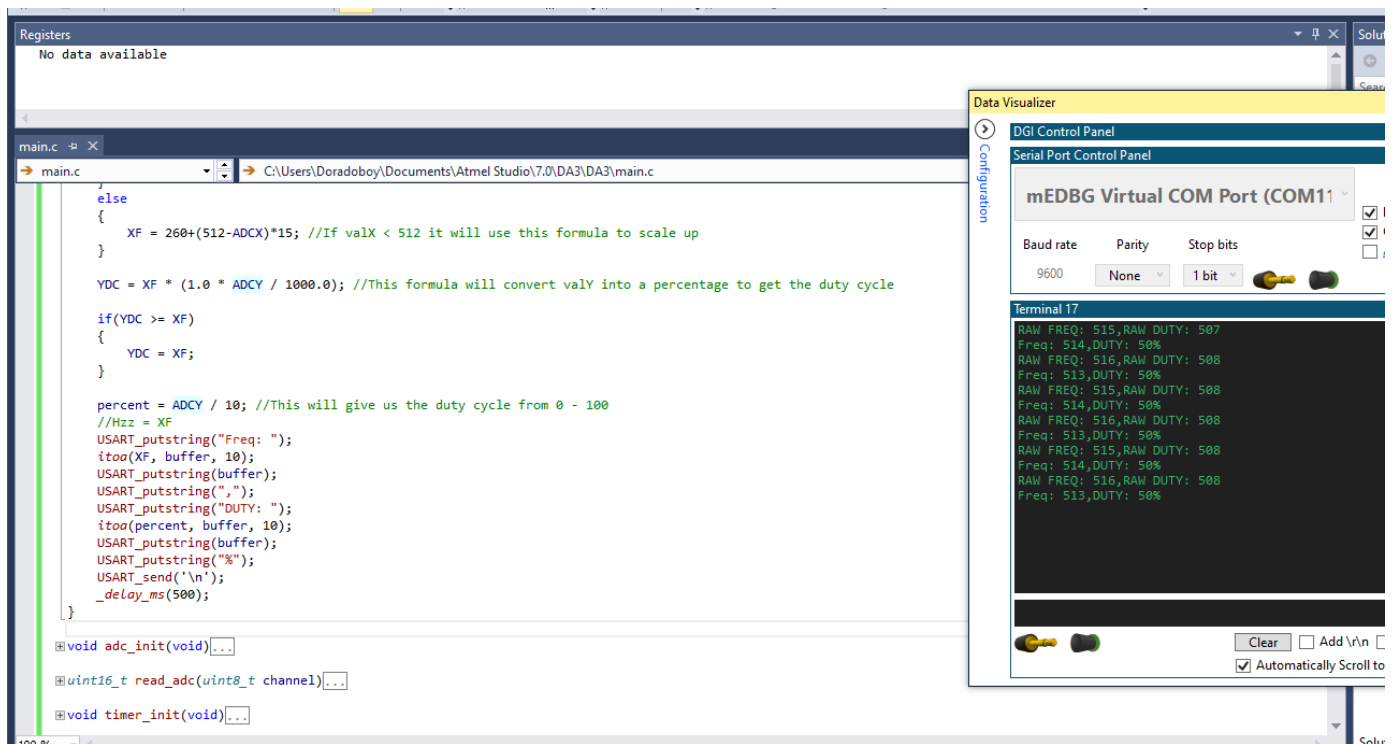 Registers
Solut
No data available
Data Visualizer
Configuration
DGI Control Panel
Serial Port Control Panel
mEDBG Virtual COM Port (COM11
Baud rate
Parity
Stop bits
9600
None
1 bit
Terminal 17
RAW FREQ: 515,RAW DUTY: 507
Freq: 514,DUTY: 50%
RAW FREQ: 516,RAW DUTY: 508
Freq: 513,DUTY: 50%
RAW FREQ: 515,RAW DUTY: 508
Freq: 514,DUTY: 50%
RAW FREQ: 516,RAW DUTY: 508
Freq: 513,DUTY: 50%
RAW FREQ: 515,RAW DUTY: 508
Freq: 514,DUTY: 50%
RAW FREQ: 516,RAW DUTY: 508
Freq: 513,DUTY: 50%
Clear
Add \r\n
Automatically Scroll to
main.c
main.c
C:\Users\Doradoboy\Documents\Atmel Studio\7.0\DA3\DA3\main.c
}
else
{
XF = 260+(512-ADCX)*15; //If valX < 512 it will use this formula to scale up
}
YDC = XF * (1.0 * ADCY / 1000.0); //This formula will convert valY into a percentage to get the duty cycle
if(YDC >= XF)
{
YDC = XF;
}
percent = ADCY / 10; //This will give us the duty cycle from 0 - 100
//Hzz = XF
USART_putstring("Freq: ");
itoa(XF, buffer, 10);
USART_putstring(buffer);
USART_putstring(",");
USART_putstring("DUTY: ");
itoa(percent, buffer, 10);
USART_putstring(buffer);
USART_putstring("%");
USART_send('\n');
_delay_ms(500);
}
void adc_init(void)...
uint16_t read_adc(uint8_t channel)...
void timer_init(void)...
100 %
Solut